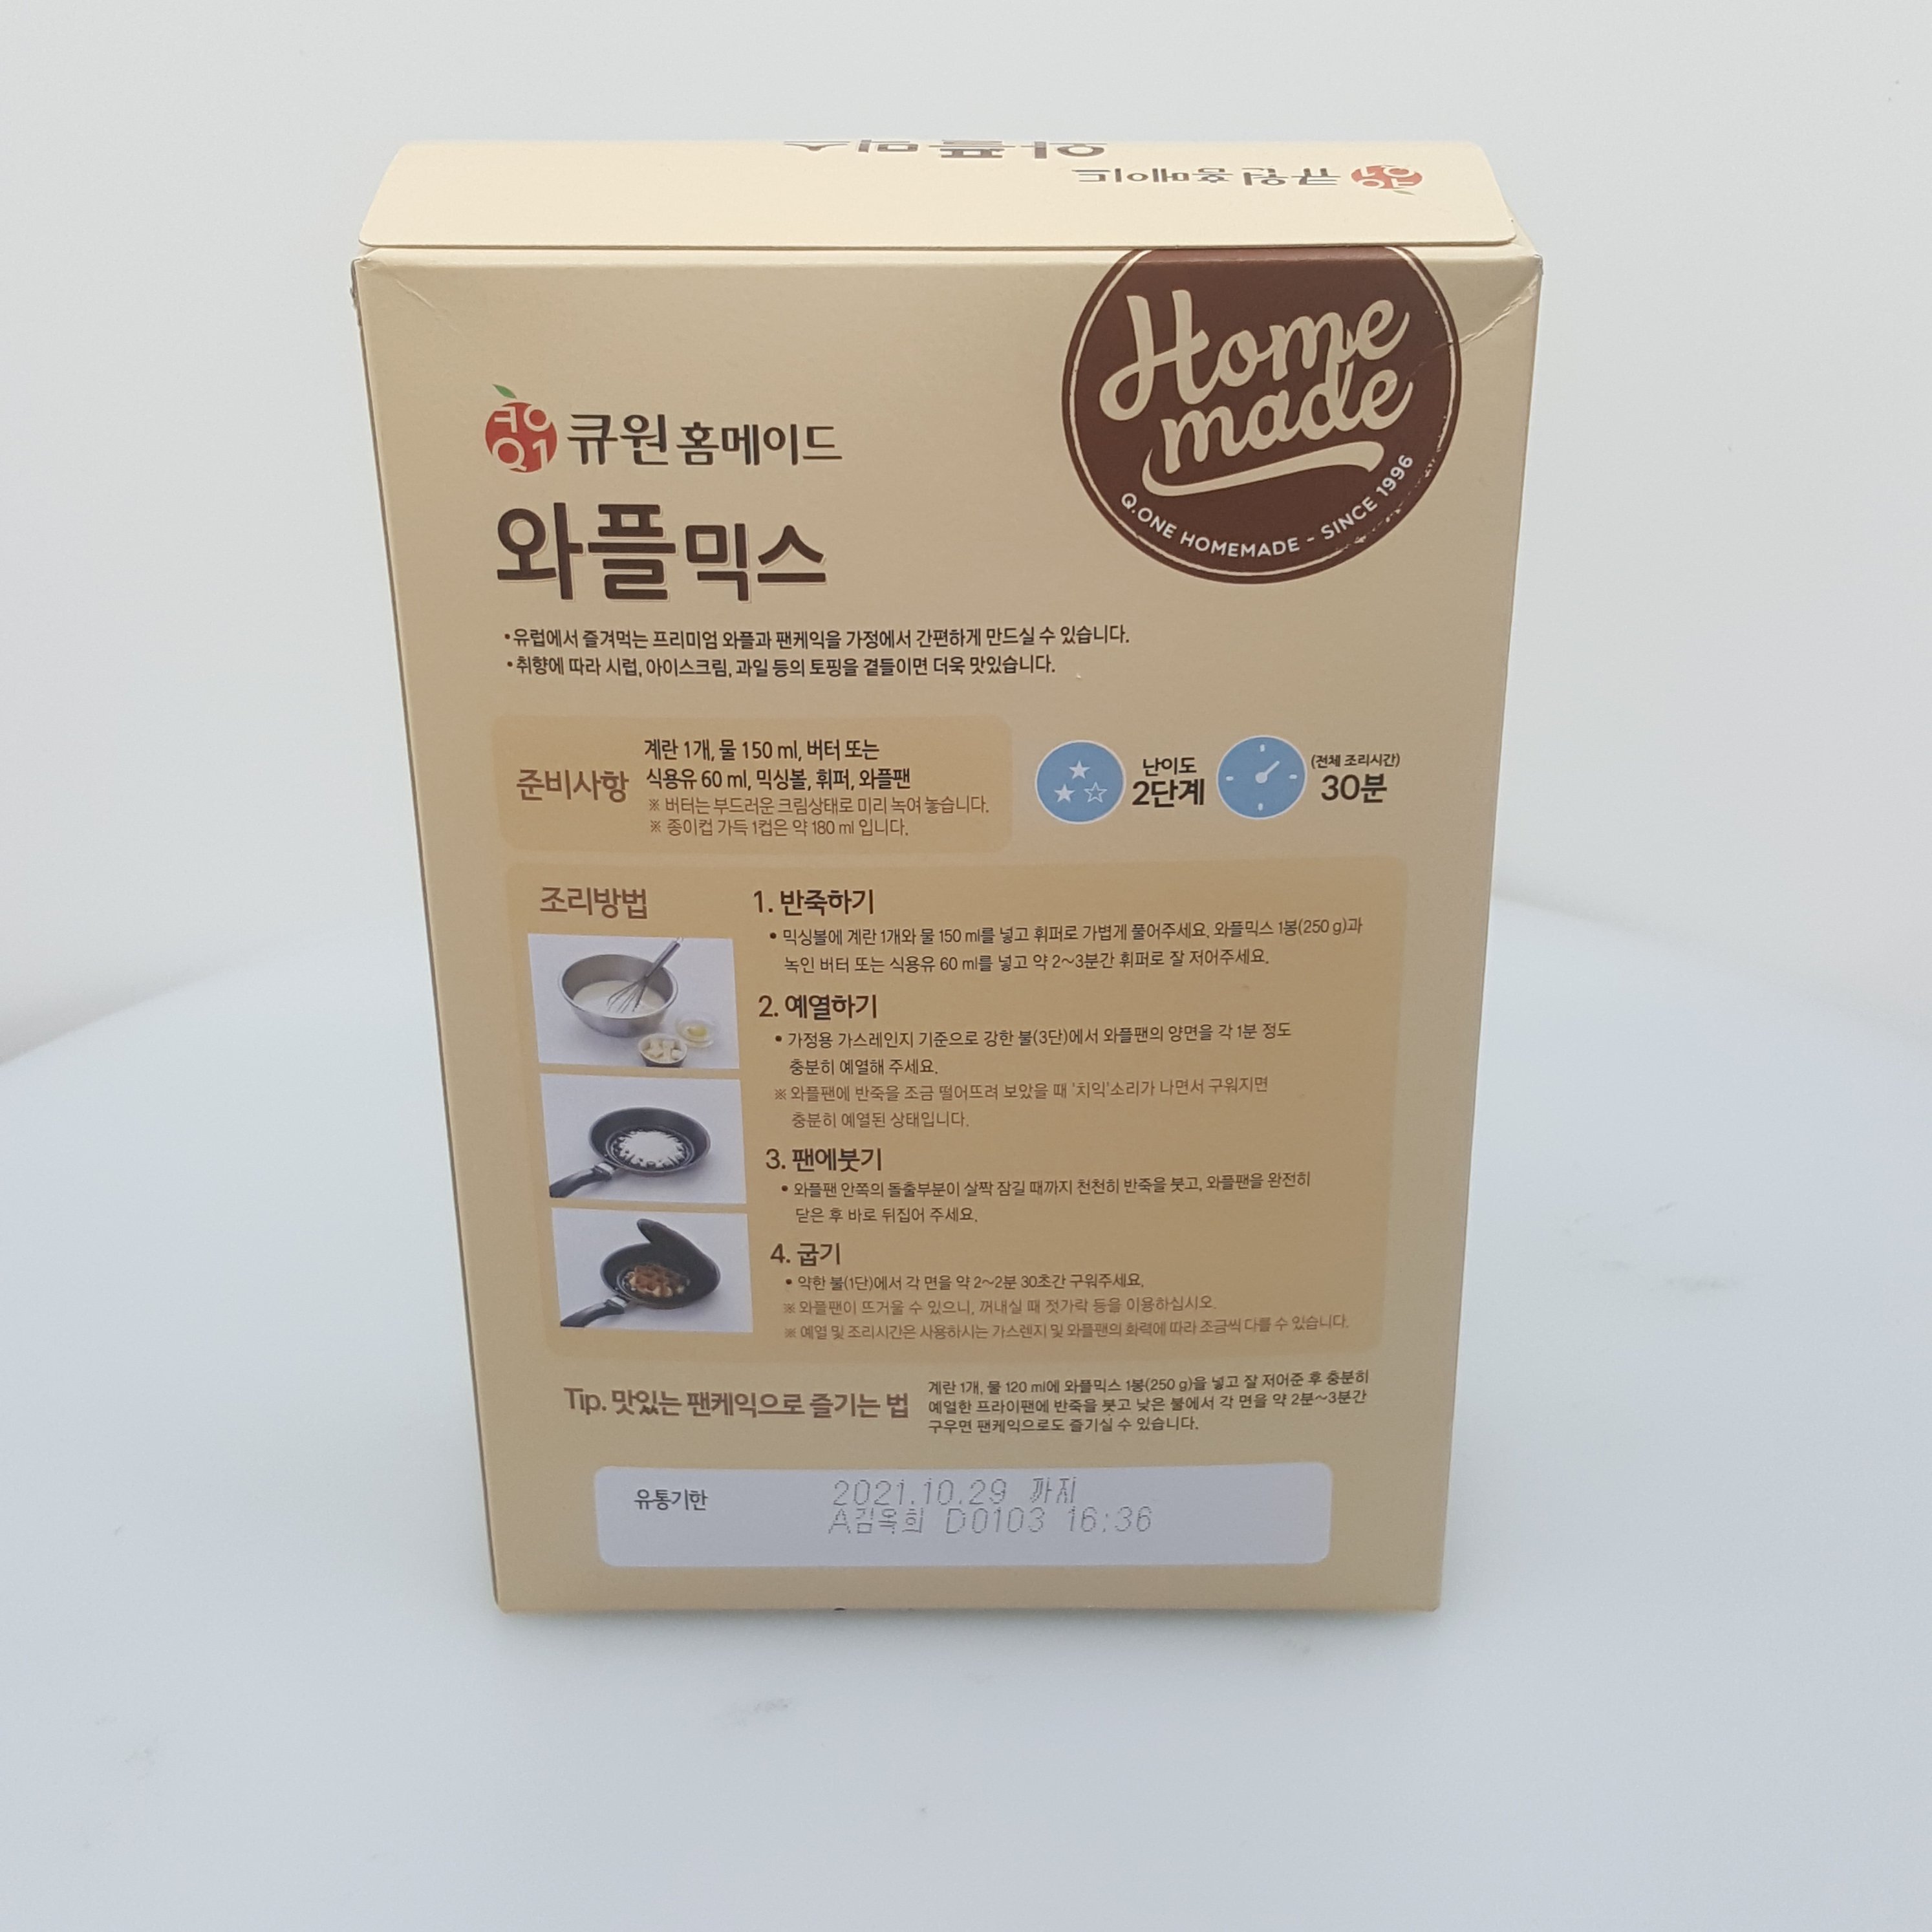 와플믹스
큐원 홈메이드
Home
made
Q.ONE HOMEMADE - SINCE 1996
큐원
Q1
큐원 홈메이드
와플믹스
•유럽에서 즐겨먹는 프리미엄 와플과 팬케익을 가정에서 간편하게 만드실 수 있습니다.
•취향에 따라 시럽, 아이스크림, 과일 등의 토핑을 곁들이면 더욱 맛있습니다.
준비사항
계란 1개, 물 150 ml, 버터 또는
식용유 60 ml, 믹싱볼, 휘퍼, 와플팬
※ 버터는 부드러운 크림상태로 미리 녹여 놓습니다.
※ 종이컵 가득 1컵은 약 180 ml 입니다.
난이도
2단계
(전체 조리시간)
30분
조리방법
1. 반죽하기
• 믹싱볼에 계란 1개와 물 150 ml를 넣고 휘퍼로 가볍게 풀어주세요. 와플믹스 1봉(250 g)과
녹인 버터 또는 식용유 60 ml를 넣고 약 2~3분간 휘퍼로 잘 저어주세요.
2. 예열하기
• 가정용 가스레인지 기준으로 강한 불(3단)에서 와플팬의 양면을 각 1분 정도
충분히 예열해 주세요.
※ 와플팬에 반죽을 조금 떨어뜨려 보았을 때 '치익'소리가 나면서 구워지면
충분히 예열된 상태입니다.
3. 팬에붓기
• 와플팬 안쪽의 돌출부분이 살짝 잠길 때까지 천천히 반죽을 붓고, 와플팬을 완전히
닫은 후 바로 뒤집어 주세요.
4. 굽기
• 약한 불(1단)에서 각 면을 약 2~2분 30초간 구워주세요.
※ 와플팬이 뜨거울 수 있으니, 꺼내실 때 젓가락 등을 이용하십시오.
※ 예열 및 조리시간은 사용하시는 가스렌지 및 와플팬의 화력에 따라 조금씩 다를 수 있습니다.
Tip. 맛있는 팬케익으로 즐기는 법
계란 1개, 물 120 ml에 와플믹스 1봉(250 g)을 넣고 잘 저어준 후 충분히
예열한 프라이팬에 반죽을 붓고 낮은 불에서 각 면을 약 2분~3분간
구우면 팬케익으로도 즐기실 수 있습니다.
유통기한
2021.10.29 까지
A김옥희 D0103 16:36